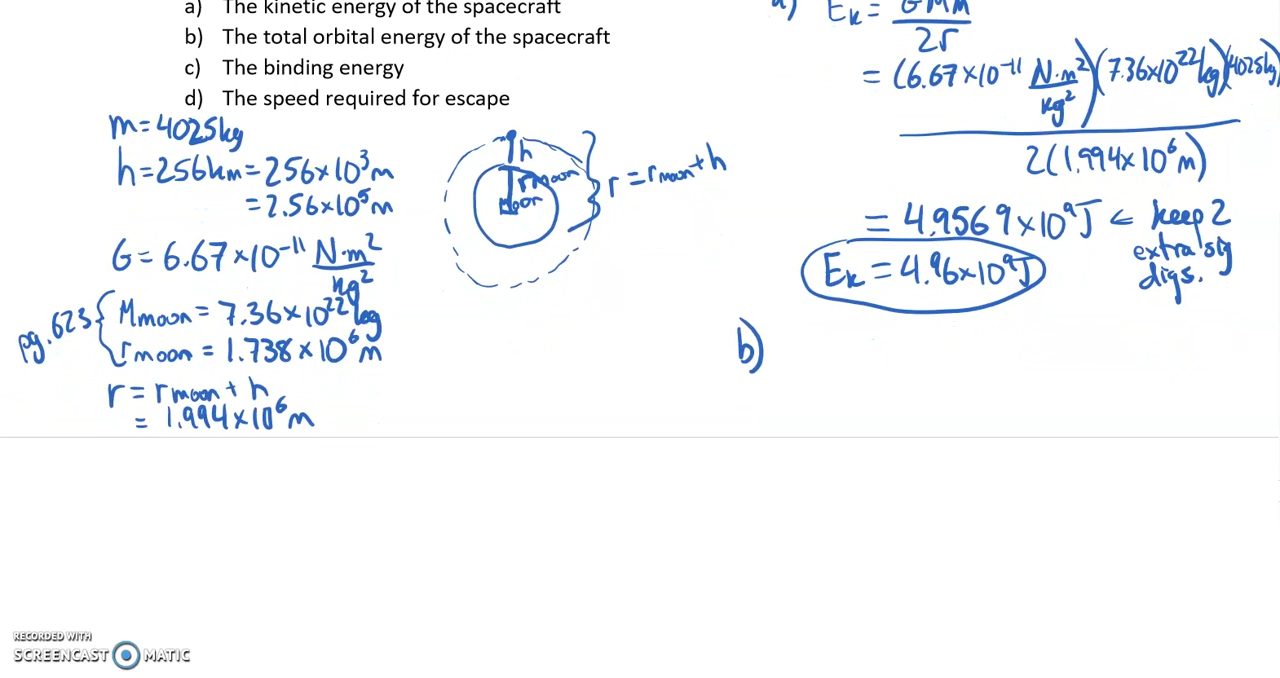 a) The kinetic energy of the spacecraft
b) The total orbital energy of the spacecraft
c) The binding energy
d) The speed required for escape
m=4025kg
h=256km=256×10³m
=2.56×10⁵m
G=6.67×10⁻¹¹ N·m²/kg²
pg.623 { Mmoon=7.36×10²²kg
rmoon=1.738×10⁶m
r=rmoon+h
=1.994×10⁶m
h
rmoon
Moon
r=rmoon+h
a) Ek= GMm/2r
=(6.67×10⁻¹¹ N·m²/kg²)(7.36×10²²kg)(4025kg)
2(1.994×10⁶m)
=4.9569×10⁹J ← keep 2
extra sig
digs.
Ek=4.96×10⁹J
b)
RECORDED WITH
SCREENCAST MATIC